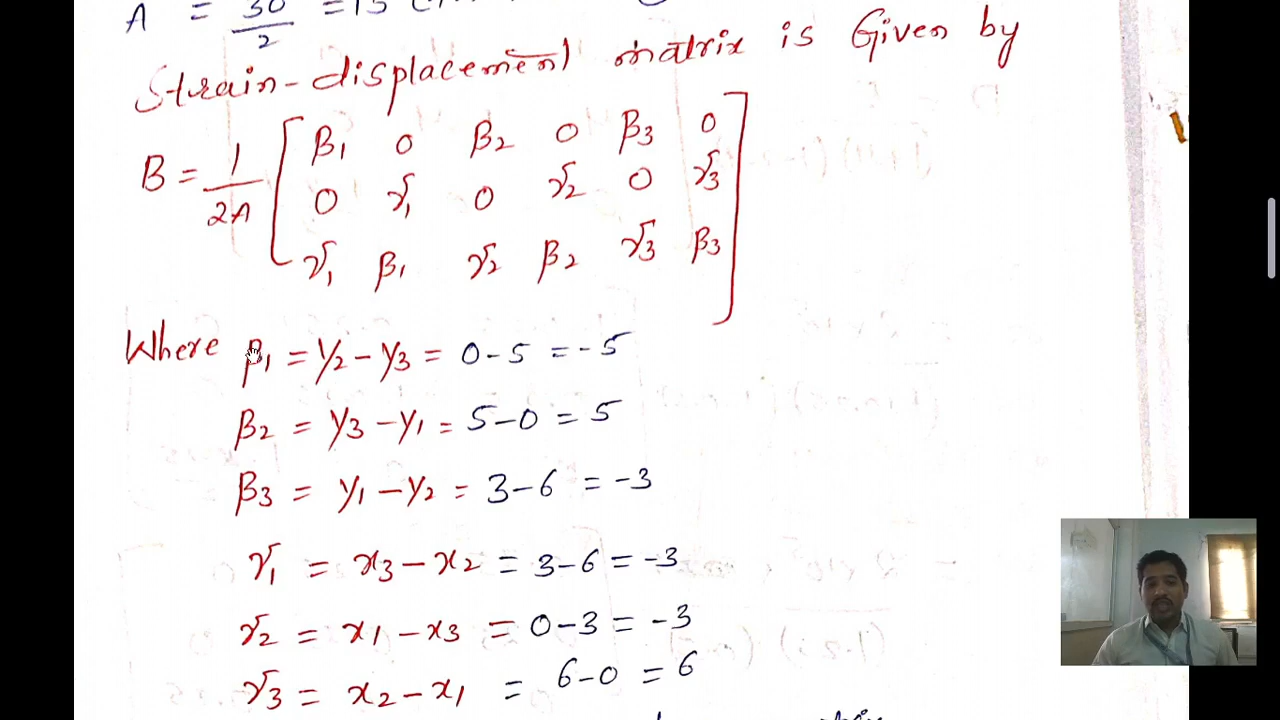 A = 30/2 = 15
Strain-displacement matrix is Given by
B = 1/2A [ β1 0 β2 0 β3 0
0 γ1 0 γ2 0 γ3
γ1 β1 γ2 β2 γ3 β3 ]
Where β1 = y2 - y3 = 0-5 = -5
β2 = y3 - y1 = 5-0 = 5
β3 = y1 - y2 = 3-6 = -3
γ1 = x3 - x2 = 3-6 = -3
γ2 = x1 - x3 = 0-3 = -3
γ3 = x2 - x1 = 6-0 = 6